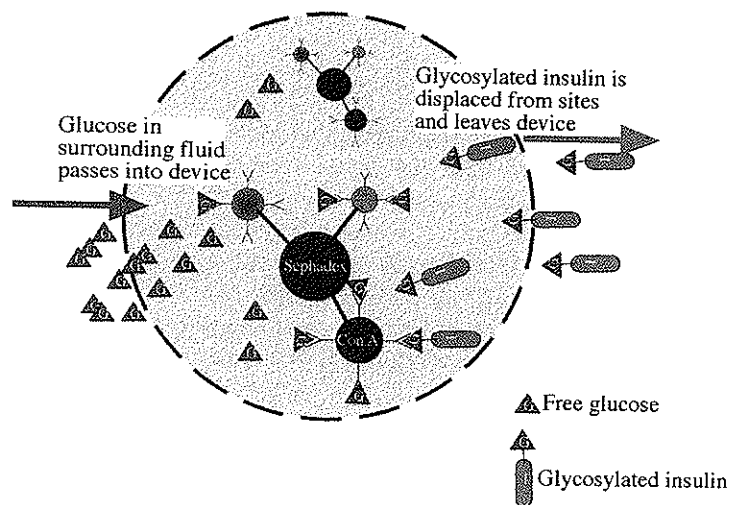 Glycosylated insulin is
displaced from sites
and leaves device
Glucose in
surrounding fluid
passes into device
Sephadex
Con A
Free glucose
Glycosylated insulin